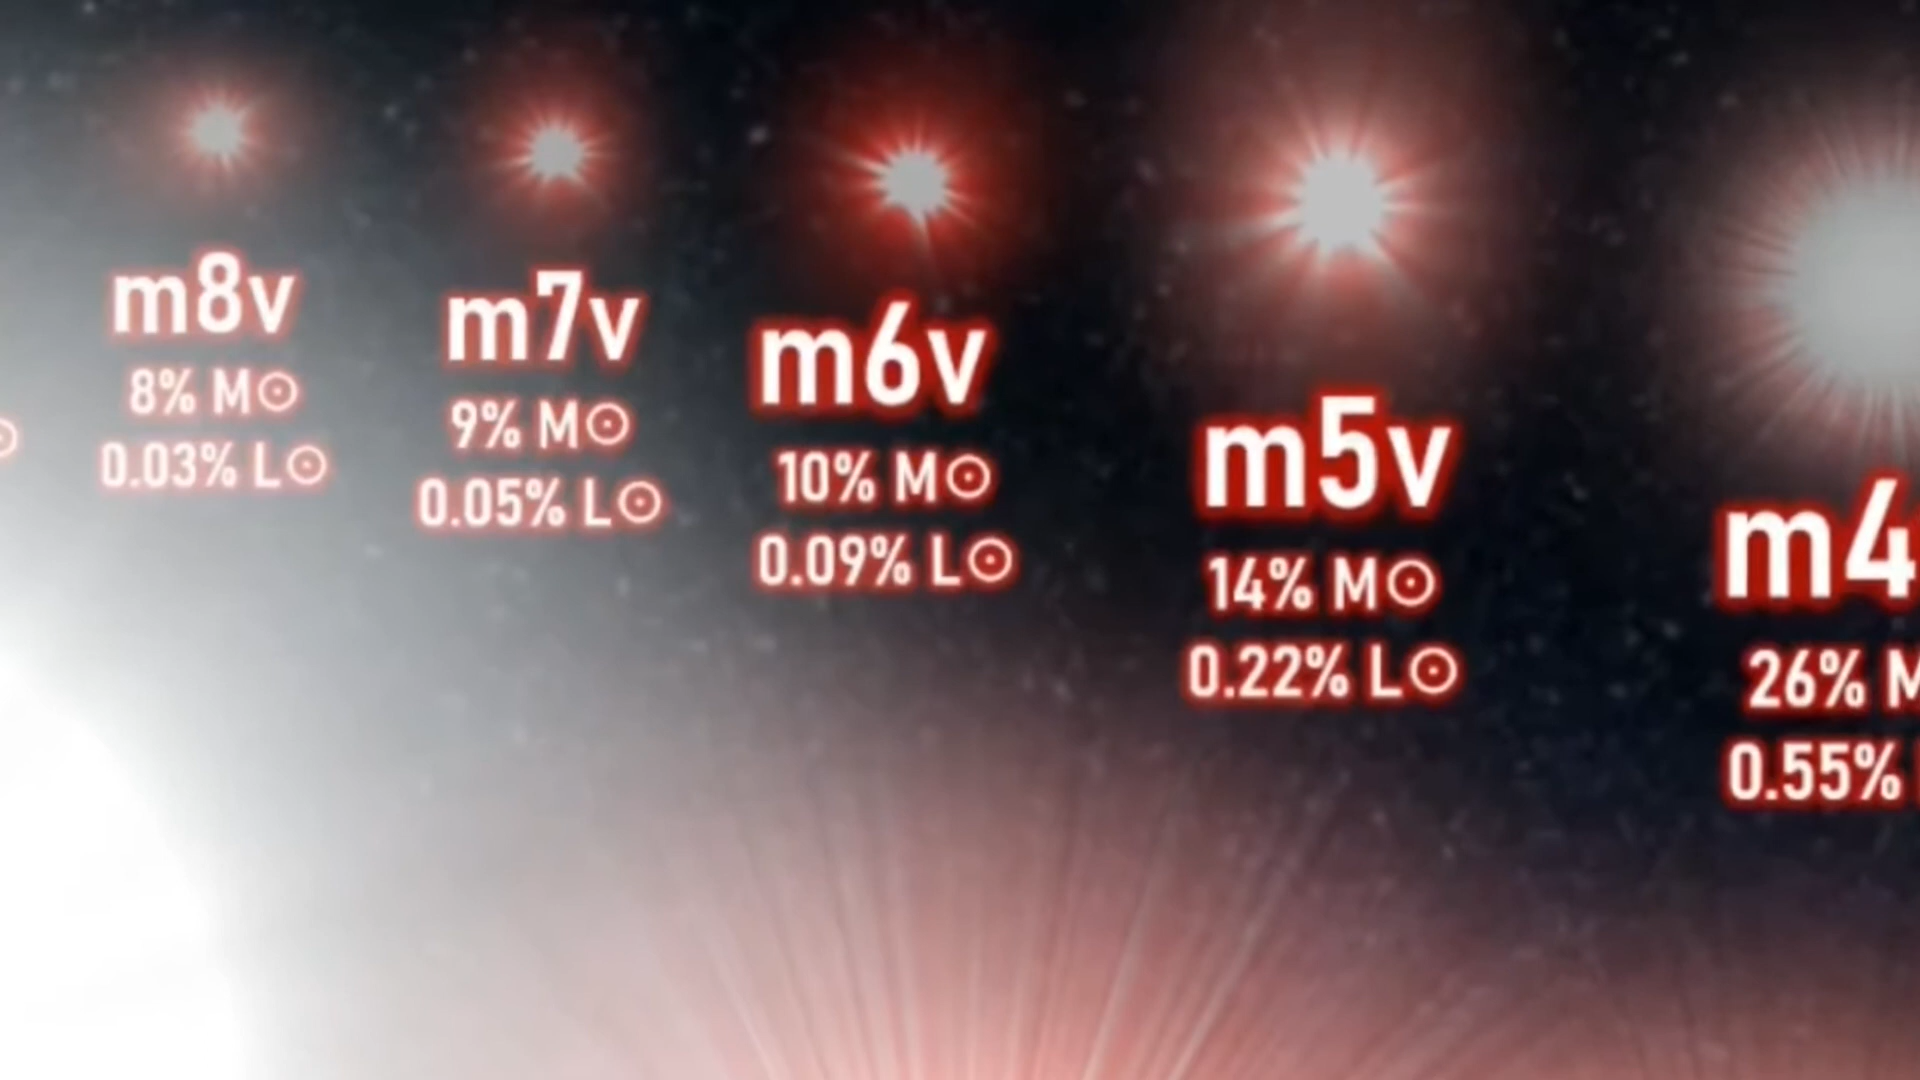 m8v
8% M☉
0.03% L☉
m7v
9% M☉
0.05% L☉
m6v
10% M☉
0.09% L☉
m5v
14% M☉
0.22% L☉
m4
26% M
0.55%